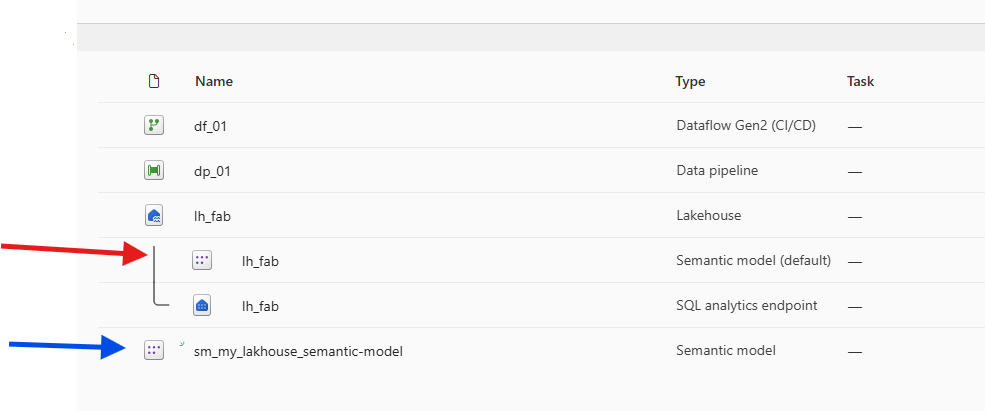 Name Type Task
df_01 Dataflow Gen2 (CI/CD) —
dp_01 Data pipeline —
lh_fab Lakehouse —
lh_fab Semantic model (default) —
lh_fab SQL analytics endpoint —
sm_my_lakhouse_semantic-model Semantic model —